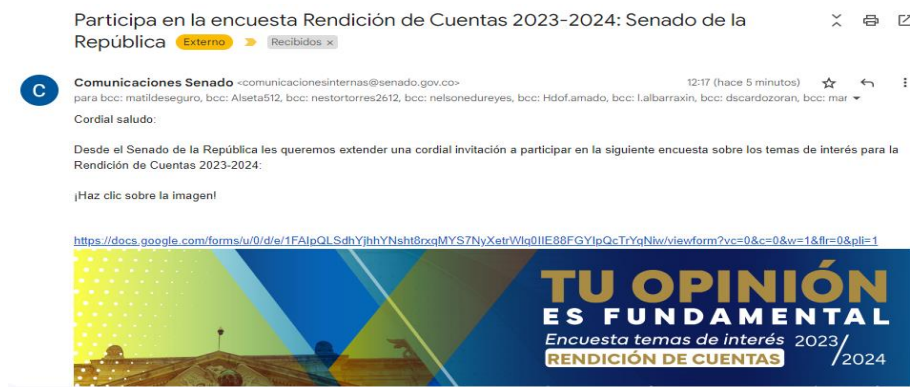 Participa en la encuesta Rendición de Cuentas 2023-2024: Senado de la
República Externo Recibidos x
C
Comunicaciones Senado <comunicacionesinternas@senado.gov.co> 12:17 (hace 5 minutos)
para bcc: matildeseguro, bcc: Alseta512, bcc: nestortorres2612, bcc: nelsonedureyes, bcc: Hdof.amado, bcc: l.albarraxin, bcc: dscardozoran, bcc: mar
Cordial saludo:
Desde el Senado de la República les queremos extender una cordial invitación a participar en la siguiente encuesta sobre los temas de interés para la
Rendición de Cuentas 2023-2024:
¡Haz clic sobre la imagen!
https://docs.google.com/forms/u/0/d/e/1FAIpQLSdhYjhhYNsht8rxqMYS7NyXetrWlq0IIE88FGYIpQcTrYqNiw/viewform?vc=0&c=0&w=1&flr=0&pli=1
TU OPINIÓN
ES FUNDAMENTAL
Encuesta temas de interés 2023/
RENDICIÓN DE CUENTAS /2024